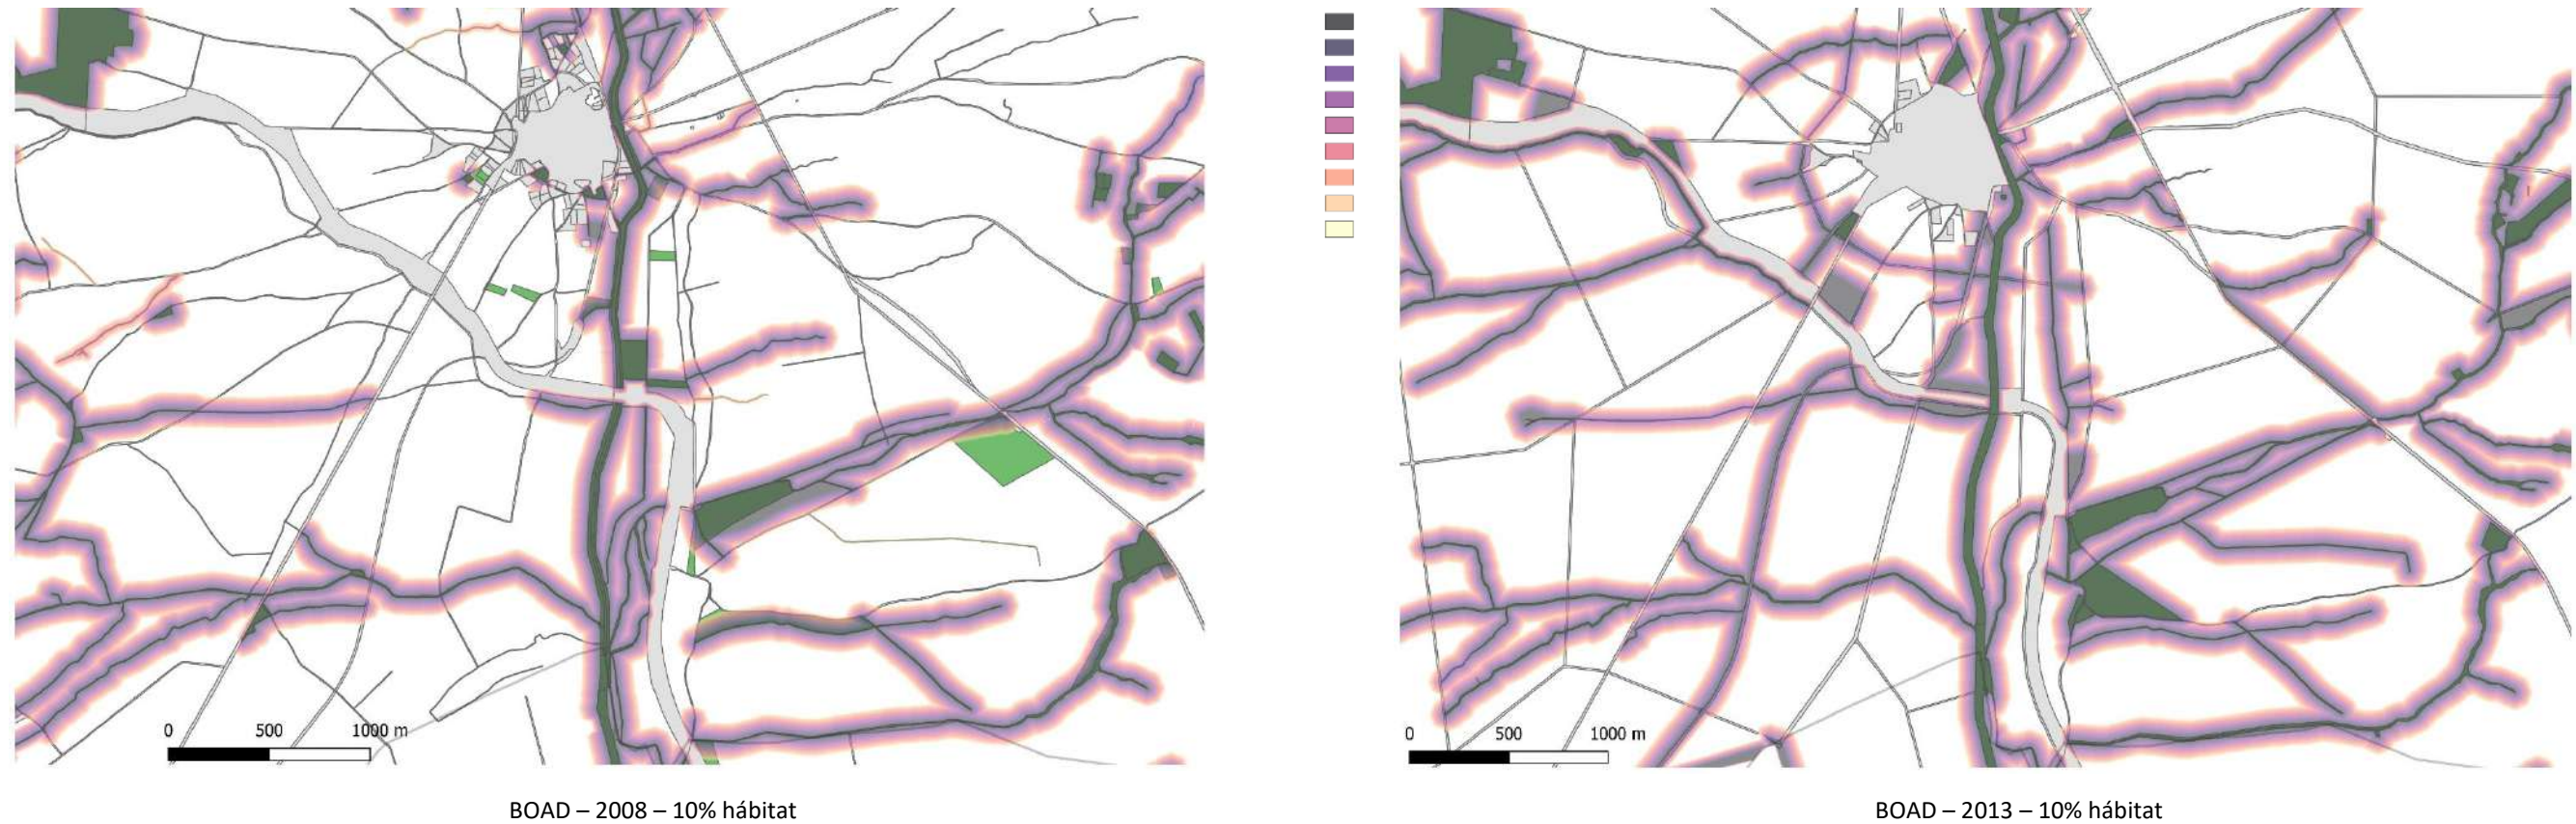 0 500 1000 m
0 500 1000 m
BOAD – 2008 – 10% hábitat
BOAD – 2013 – 10% hábitat